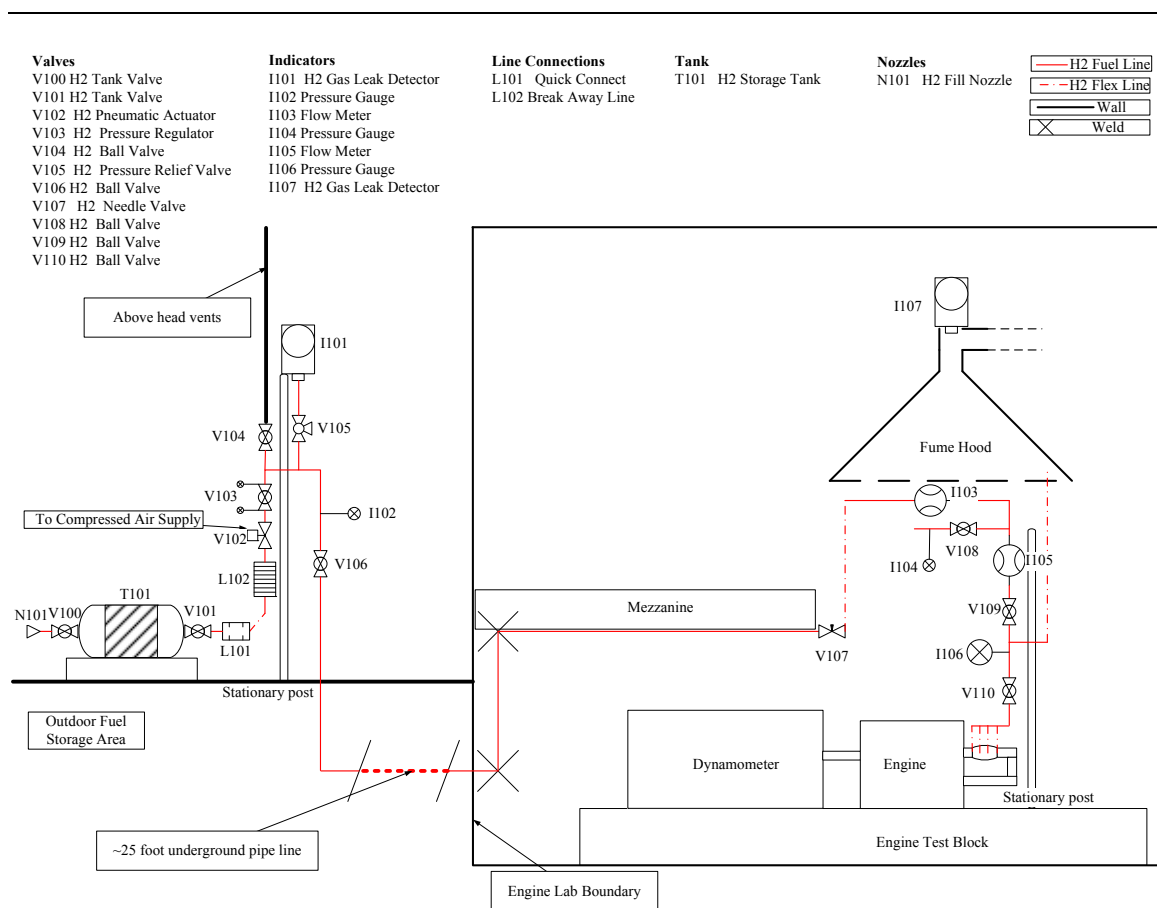 Valves
V100 H2 Tank Valve
V101 H2 Tank Valve
V102 H2 Pneumatic Actuator
V103 H2 Pressure Regulator
V104 H2 Ball Valve
V105 H2 Pressure Relief Valve
V106 H2 Ball Valve
V107 H2 Needle Valve
V108 H2 Ball Valve
V109 H2 Ball Valve
V110 H2 Ball Valve
Indicators
I101 H2 Gas Leak Detector
I102 Pressure Gauge
I103 Flow Meter
I104 Pressure Gauge
I105 Flow Meter
I106 Pressure Gauge
I107 H2 Gas Leak Detector
Line Connections
L101 Quick Connect
L102 Break Away Line
Tank
T101 H2 Storage Tank
Nozzles
N101 H2 Fill Nozzle
H2 Fuel Line
H2 Flex Line
Wall
Weld
Above head vents
I101
V104
V105
V103
To Compressed Air Supply
V102
I102
V106
L102
T101
N101
V100
V101
L101
Stationary post
Outdoor Fuel
Storage Area
~25 foot underground pipe line
Engine Lab Boundary
I107
Fume Hood
I103
V108
I104
I105
Mezzanine
V107
V109
I106
V110
Dynamometer
Engine
Stationary post
Engine Test Block